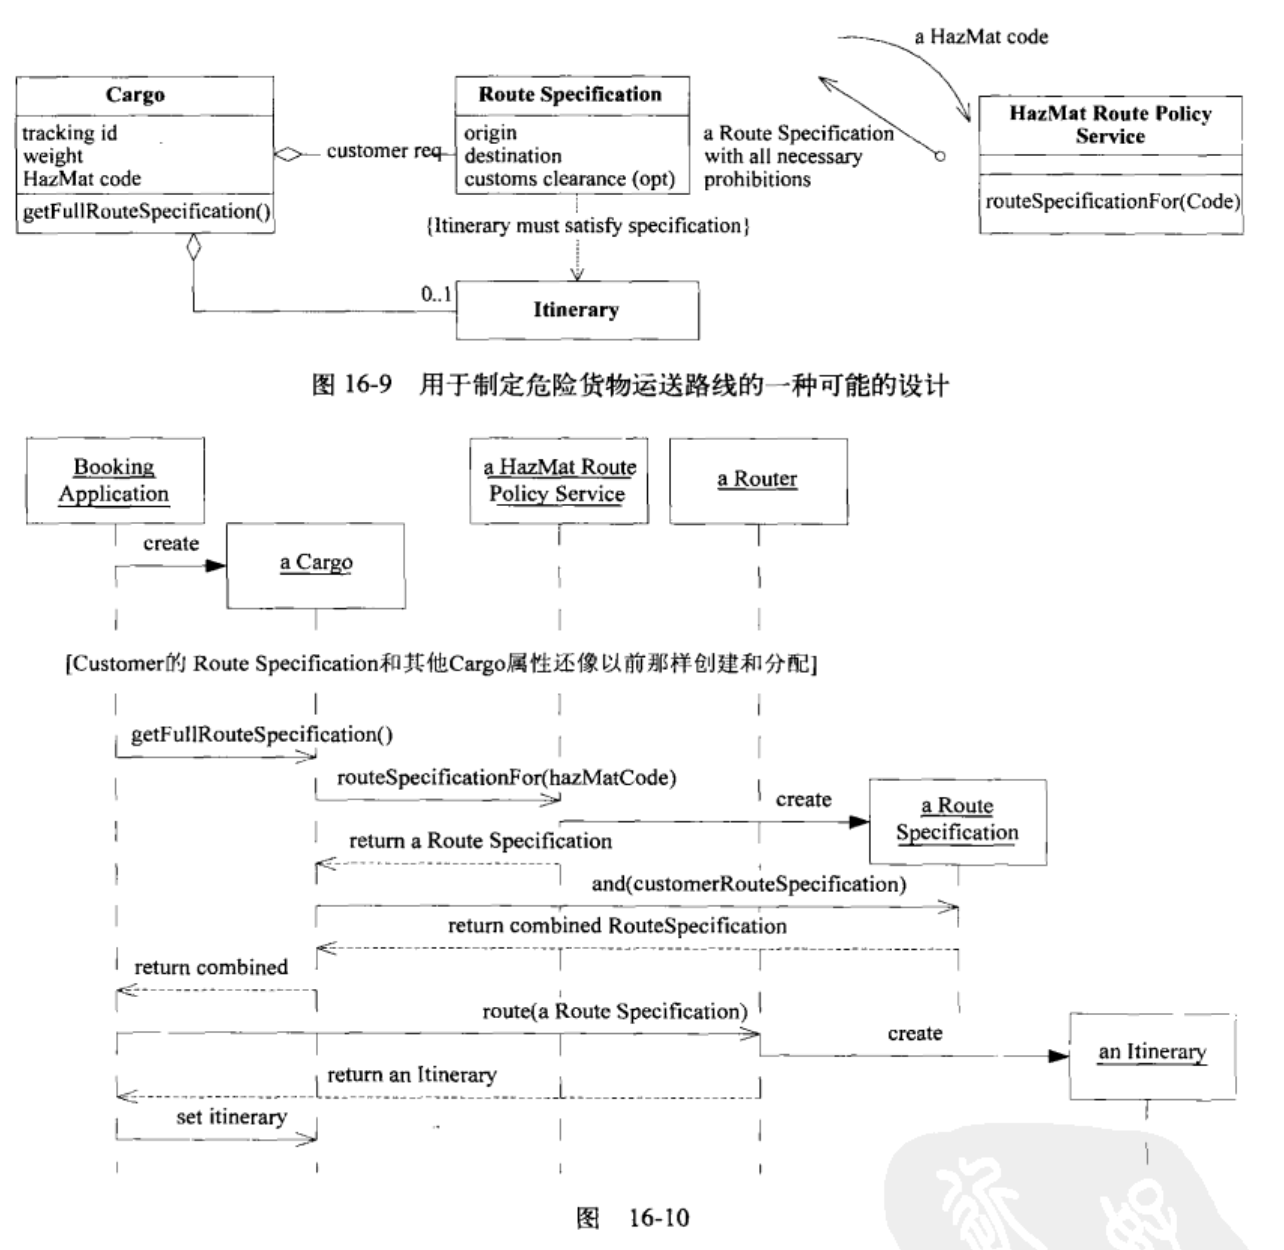 a HazMat code
Cargo
tracking id
weight
HazMat code
getFullRouteSpecification()
customer req
Route Specification
origin
destination
customs clearance (opt)
a Route Specification
with all necessary
prohibitions
HazMat Route Policy
Service
routeSpecificationFor(Code)
{Itinerary must satisfy specification}
0..1
Itinerary
图 16-9 用于制定危险货物运送路线的一种可能的设计
Booking
Application
a HazMat Route
Policy Service
a Router
create
a Cargo
[Customer的 Route Specification和其他Cargo属性还像以前那样创建和分配]
getFullRouteSpecification()
routeSpecificationFor(hazMatCode)
create
a Route
Specification
return a Route Specification
and(customerRouteSpecification)
return combined RouteSpecification
return combined
route(a Route Specification)
create
an Itinerary
return an Itinerary
set itinerary
图 16-10